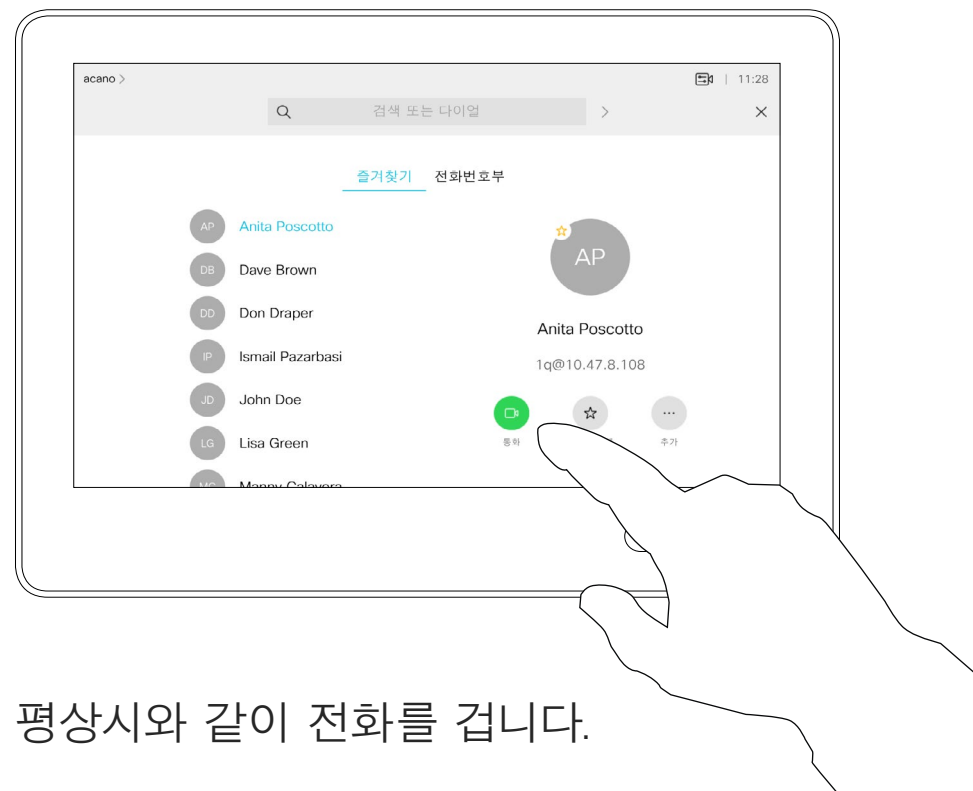 acano > | 11:28
검색 또는 다이얼 >
즐겨찾기 전화번호부
AP Anita Poscotto
DB Dave Brown
DD Don Draper
IP Ismail Pazarbasi
JD John Doe
LG Lisa Green
Manny Calavera
AP
Anita Poscotto
1q@10.47.8.108
통화
추가
평상시와 같이 전화를 겁니다.